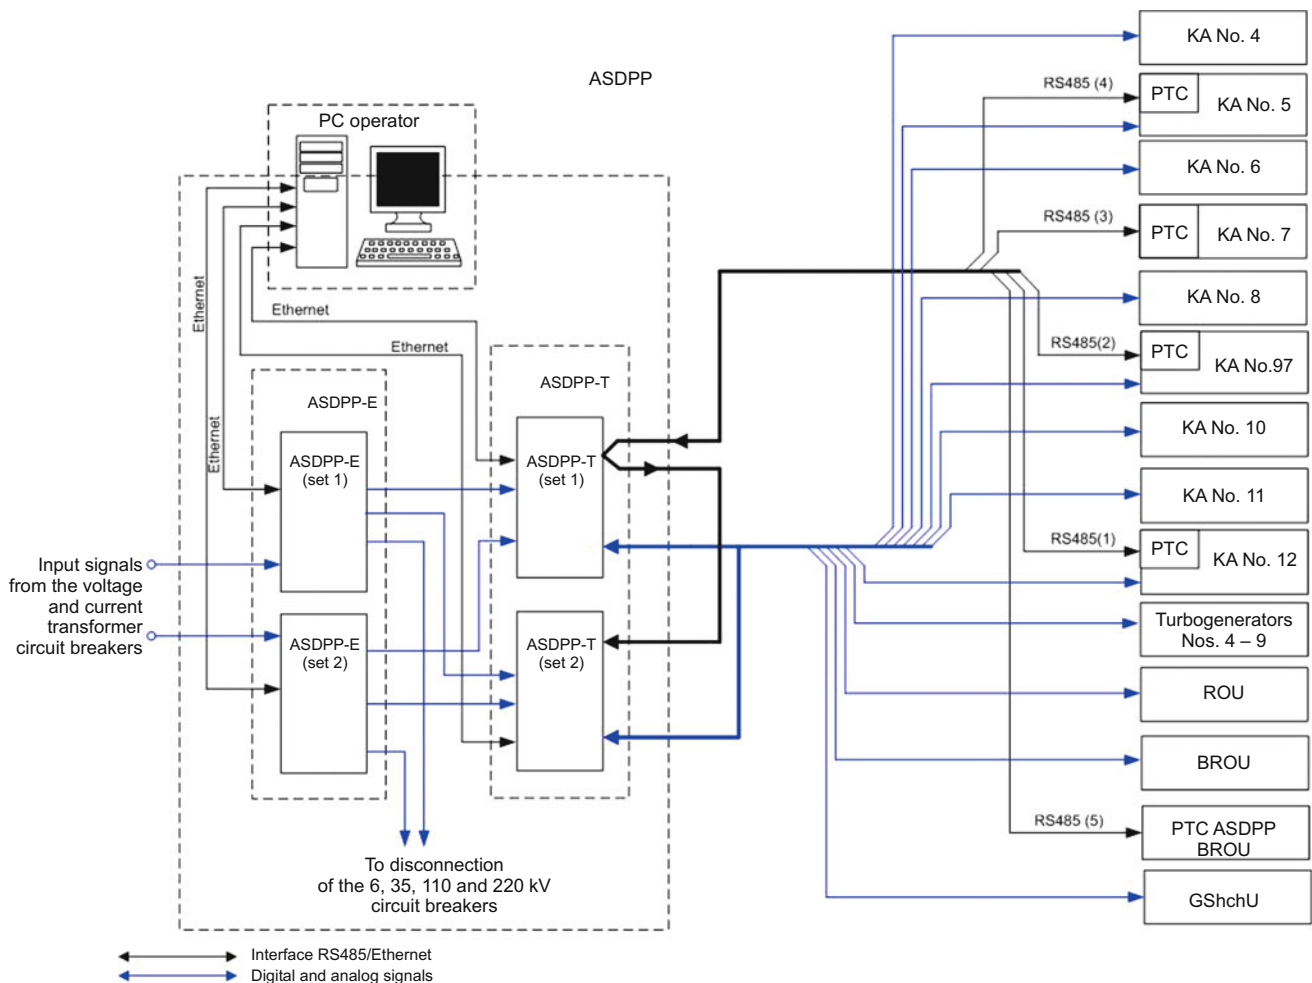 ASDPP
PC operator
Ethernet
Ethernet
Ethernet
Ethernet
ASDPP-E
ASDPP-E
(set 1)
ASDPP-E
(set 2)
ASDPP-T
ASDPP-T
(set 1)
ASDPP-T
(set 2)
Input signals
from the voltage
and current
transformer
circuit breakers
To disconnection
of the 6, 35, 110 and 220 kV
circuit breakers
KA No. 4
RS485 (4)
PTC
KA No. 5
KA No. 6
RS485 (3)
PTC
KA No. 7
KA No. 8
RS485(2)
PTC
KA No.97
KA No. 10
KA No. 11
RS485(1)
PTC
KA No. 12
Turbogenerators
Nos. 4 – 9
ROU
BROU
RS485 (5)
PTC ASDPP
BROU
GShchU
Interface RS485/Ethernet
Digital and analog signals